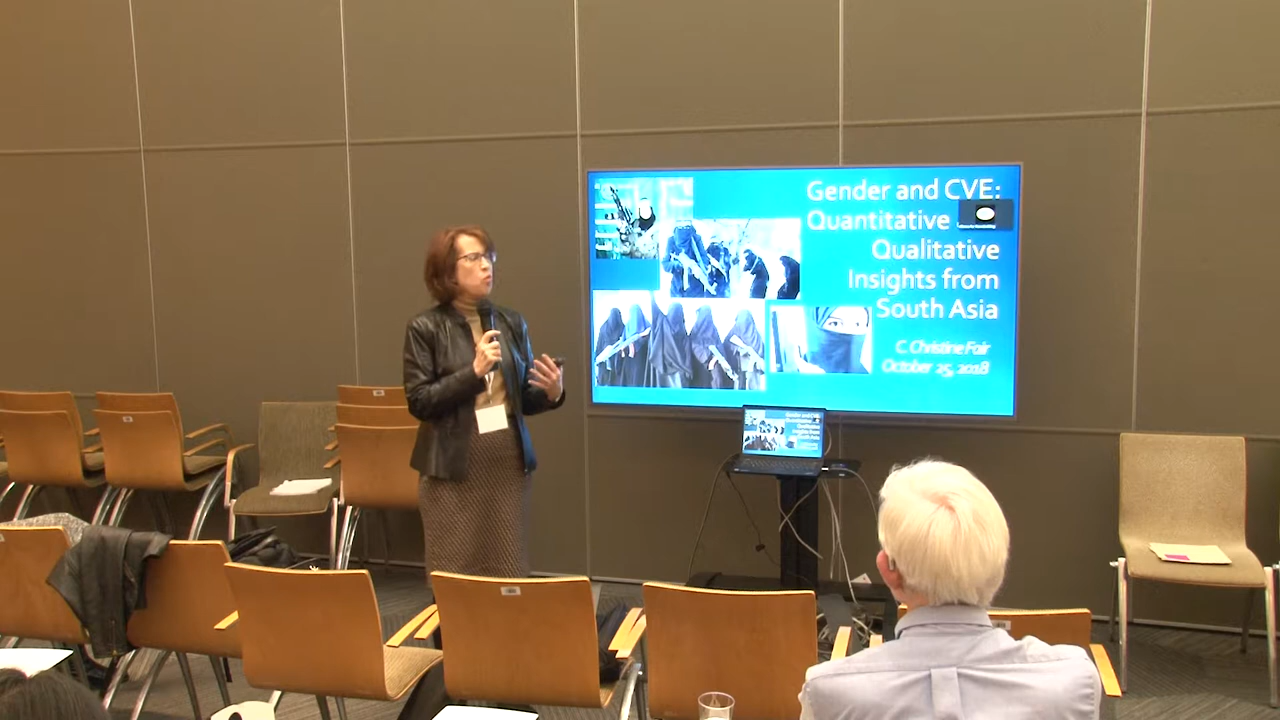 Gender and CVE:
Quantitative
Qualitative
Insights from
South Asia
C. Christine Fair
October 25, 2018